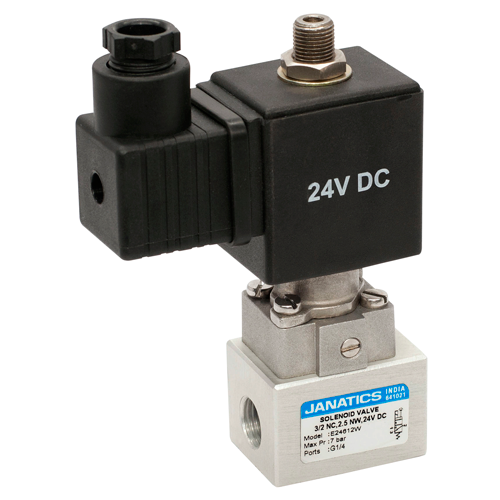 24V DC
JANATICS INDIA 641021
SOLENOID VALVE
3/2 NC,2.5 NW,24V DC
Model :E24612W
Max Pr :7 bar
Ports :G1/4